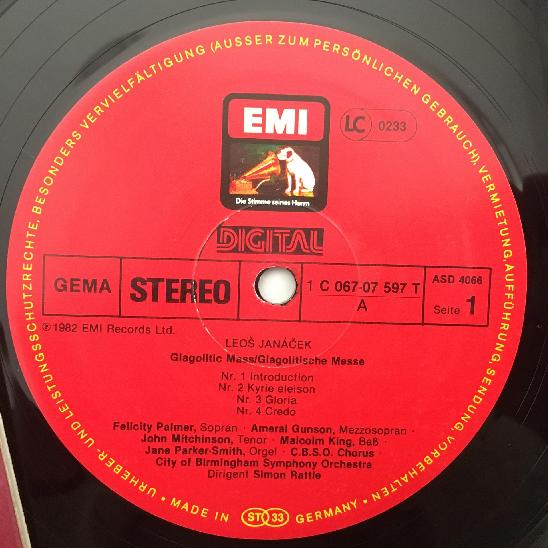 URHEBER- UND LEISTUNGSSCHUTZRECHTE, BESONDERS VERVIELFÄLTIGUNG (AUSSER ZUM PERSÖNLICHEN GEBRAUCH), VERMIETUNG, AUFFÜHRUNG, SENDUNG VORBEHALTEN
EMI
LC 0233
Die Stimme seines Herrn
DIGITAL
GEMA STEREO 1 C 067-07 597 T ASD 4066
A Seite 1
℗1982 EMI Records Ltd.
LEOŠ JANÁČEK
Glagolitic Mass/Glagolitische Messe
Nr. 1 Introduction
Nr. 2 Kyrie eleison
Nr. 3 Gloria
Nr. 4 Credo
Felicity Palmer, Sopran · Ameral Gunson, Mezzosopran ·
John Mitchinson, Tenor · Malcolm King, Baß ·
Jane Parker-Smith, Orgel · C.B.S.O. Chorus ·
City of Birmingham Symphony Orchestra
Dirigent Simon Rattle
· MADE IN ST 33 GERMANY ·